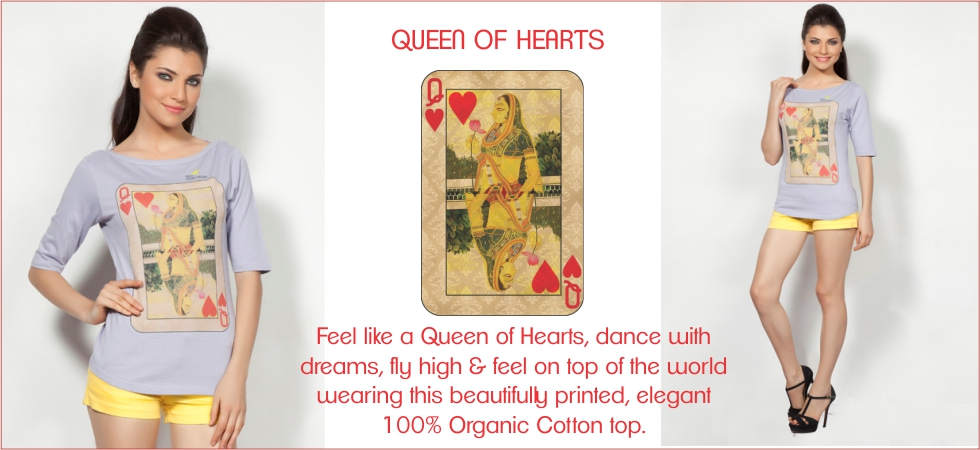 QUEEN OF HEARTS
Q
Q
Feel like a Queen of Hearts, dance with
dreams, fly high & feel on top of the world
wearing this beautifully printed, elegant
100% Organic Cotton top.
Q
Q